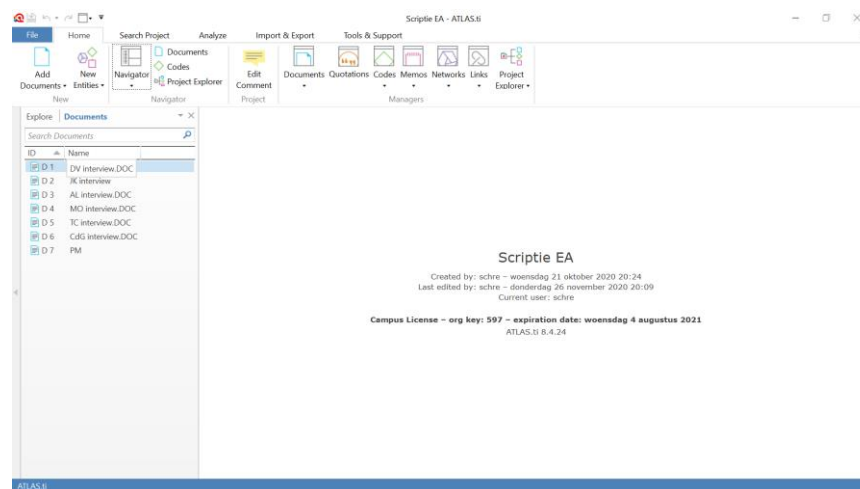 Scriptie EA - ATLAS.ti
File Home Search Project Analyze Import & Export Tools & Support
Add Documents
New Entities
Navigator
Documents
Codes
Project Explorer
Edit Comment
Documents Quotations Codes Memos Networks Links Project Explorer
New Navigator Project Managers
Explore Documents
Search Documents
ID Name
D 1 DV interview.DOC
D 2 JK interview
D 3 AL interview.DOC
D 4 MO interview.DOC
D 5 TC interview.DOC
D 6 CdG interview.DOC
D 7 PM
Scriptie EA
Created by: schre – woensdag 21 oktober 2020 20:24
Last edited by: schre – donderdag 26 november 2020 20:09
Current user: schre
Campus License – org key: 597 – expiration date: woensdag 4 augustus 2021
ATLAS.ti 8.4.24
ATLAS.ti